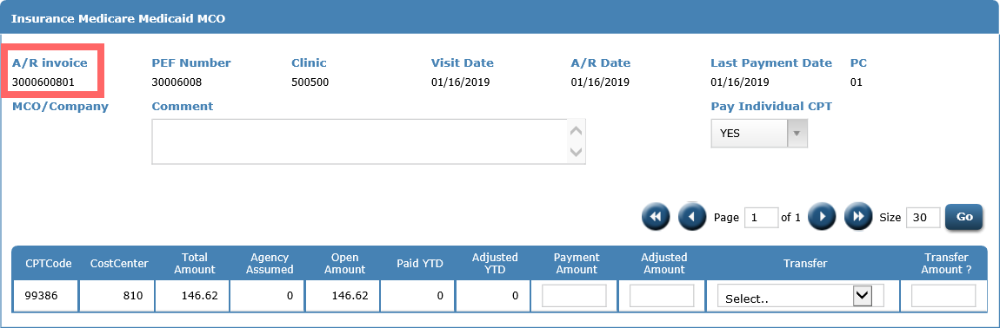 Insurance Medicare Medicaid MCO
A/R invoice PEF Number Clinic Visit Date A/R Date Last Payment Date PC
3000600801 30006008 500500 01/16/2019 01/16/2019 01/16/2019 01
MCO/Company Comment Pay Individual CPT
YES
Page 1 of 1 Size 30 Go
CPTCode CostCenter Total Amount Agency Assumed Open Amount Paid YTD Adjusted YTD Payment Amount Adjusted Amount Transfer Transfer Amount ?
99386 810 146.62 0 146.62 0 0 Select..